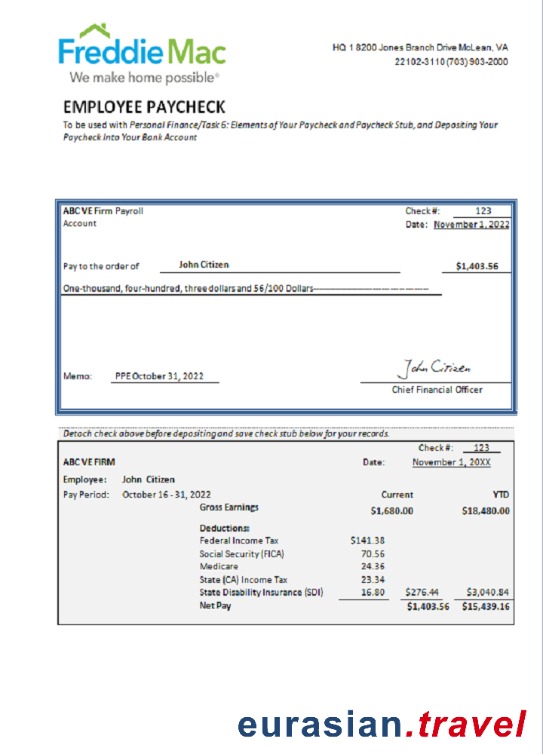 Freddie Mac
We make home possible®
HQ 1 8200 Jones Branch Drive McLean, VA
22102-3110 (703) 903-2000
EMPLOYEE PAYCHECK
To be used with Personal Finance/Task 6: Elements of Your Paycheck and Paycheck Stub, and Depositing Your
Paycheck Into Your Bank Account
ABC VE Firm Payroll Check #: 123
Account Date: November 1, 2022
Pay to the order of John Citizen $1,403.56
One-thousand, four-hundred, three dollars and 56/100 Dollars
John Citizen
Memo: PPE October 31, 2022
Chief Financial Officer
Detach check above before depositing and save check stub below for your records.
Check #: 123
ABC VE FIRM Date: November 1, 20XX
Employee: John Citizen
Pay Period: October 16 - 31, 2022 Current YTD
Gross Earnings $1,680.00 $18,480.00
Deductions:
Federal Income Tax $141.38
Social Security (FICA) 70.56
Medicare 24.36
State (CA) Income Tax 23.34
State Disability Insurance (SDI) 16.80 $276.44 $3,040.84
Net Pay $1,403.56 $15,439.16
eurasian.travel